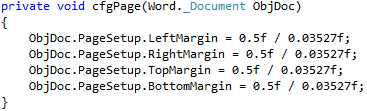 private void cfgPage(Word._Document ObjDoc)
{
    ObjDoc.PageSetup.LeftMargin = 0.5f / 0.03527f;
    ObjDoc.PageSetup.RightMargin = 0.5f / 0.03527f;
    ObjDoc.PageSetup.TopMargin = 0.5f / 0.03527f;
    ObjDoc.PageSetup.BottomMargin = 0.5f / 0.03527f;
}